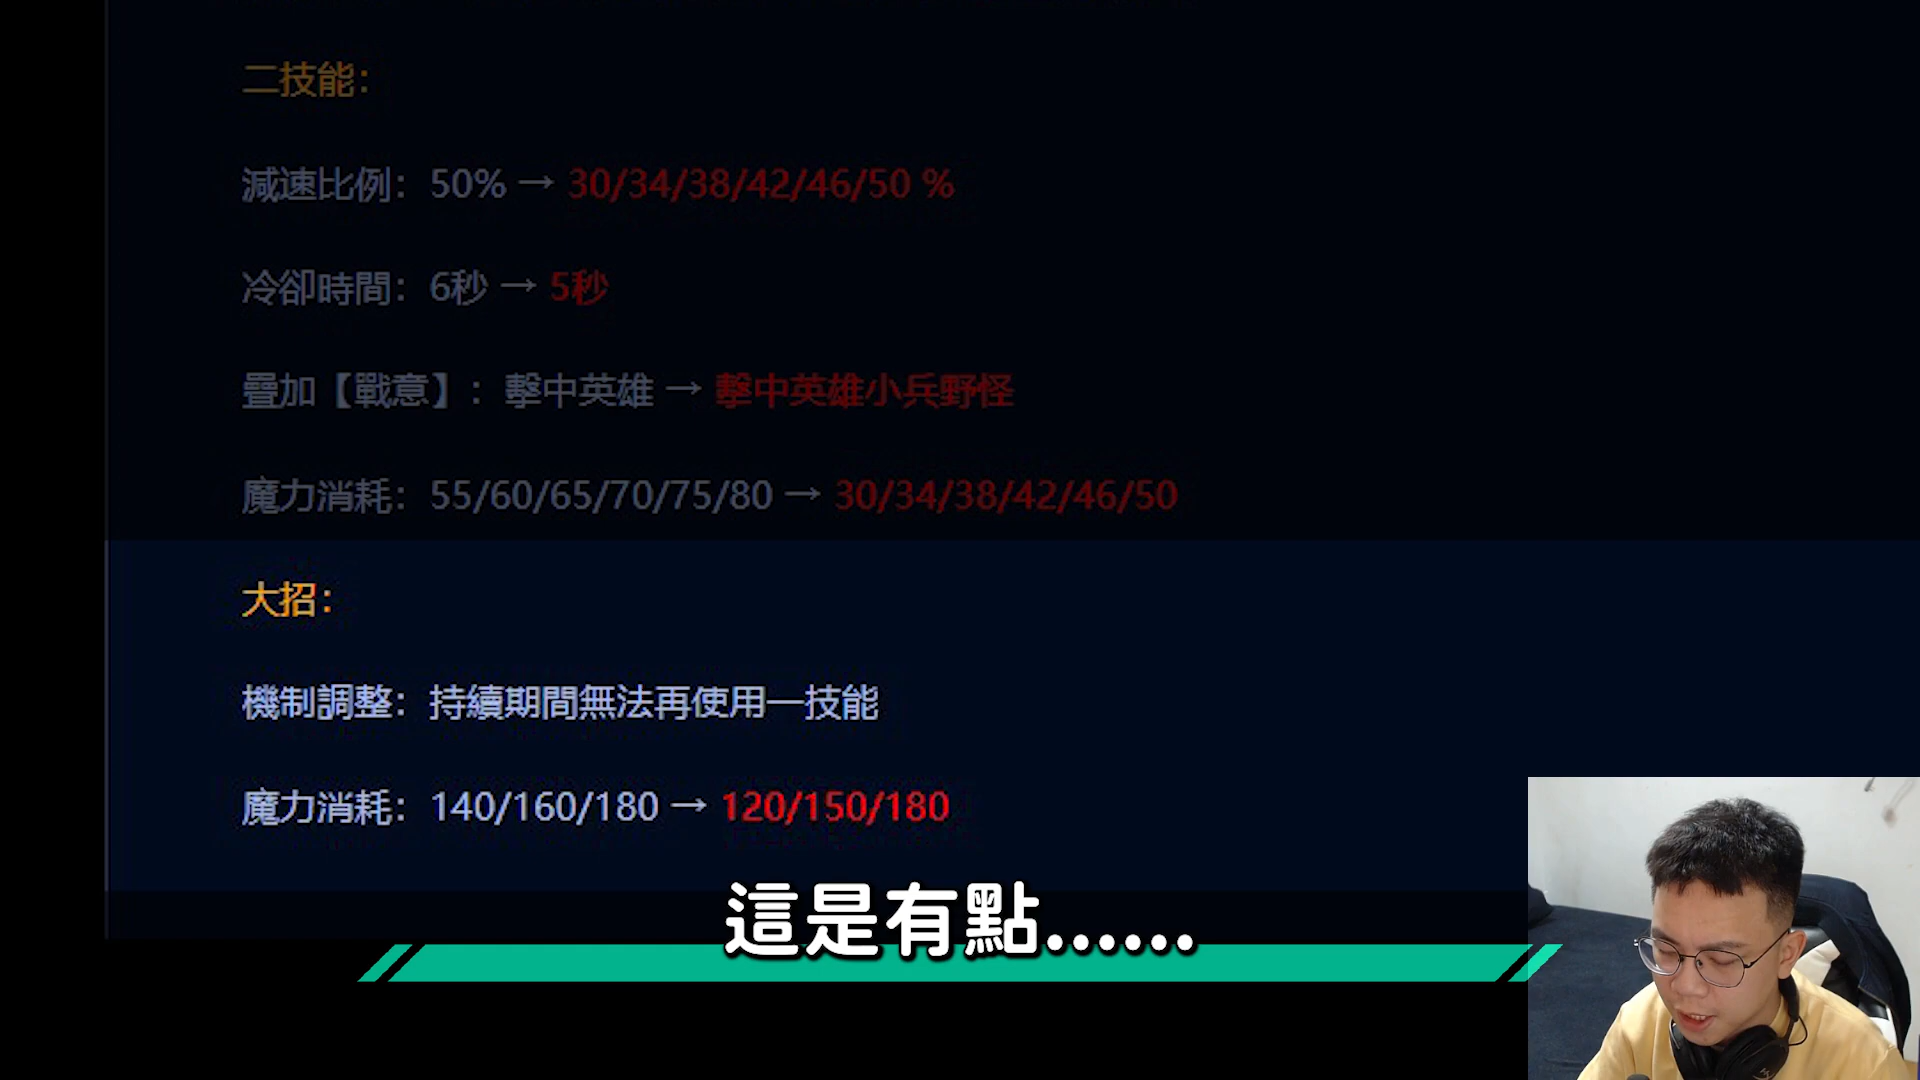 二技能：
減速比例：50% → 30/34/38/42/46/50 %
冷卻時間：6秒 → 5秒
疊加【戰意】：擊中英雄 → 擊中英雄小兵野怪
魔力消耗：55/60/65/70/75/80 → 30/34/38/42/46/50
大招：
機制調整：持續期間無法再使用一技能
魔力消耗：140/160/180 → 120/150/180
這是有點......